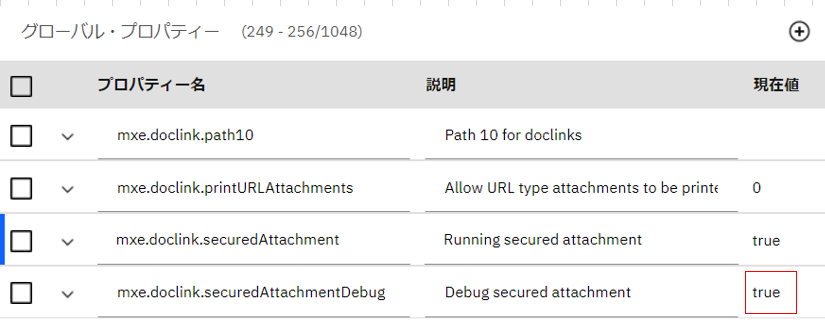 グローバル・プロパティー (249 - 256/1048)
プロパティー名 説明 現在値
mxe.doclink.path10 Path 10 for doclinks
mxe.doclink.printURLAttachments Allow URL type attachments to be printe 0
mxe.doclink.securedAttachment Running secured attachment true
mxe.doclink.securedAttachmentDebug Debug secured attachment true